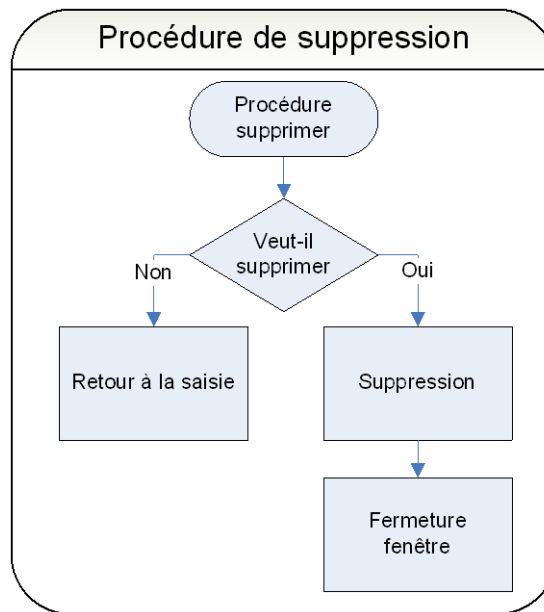 Procédure de suppression
Procédure
supprimer
Veut-il
supprimer
Non
Oui
Retour à la saisie
Suppression
Fermeture
fenêtre